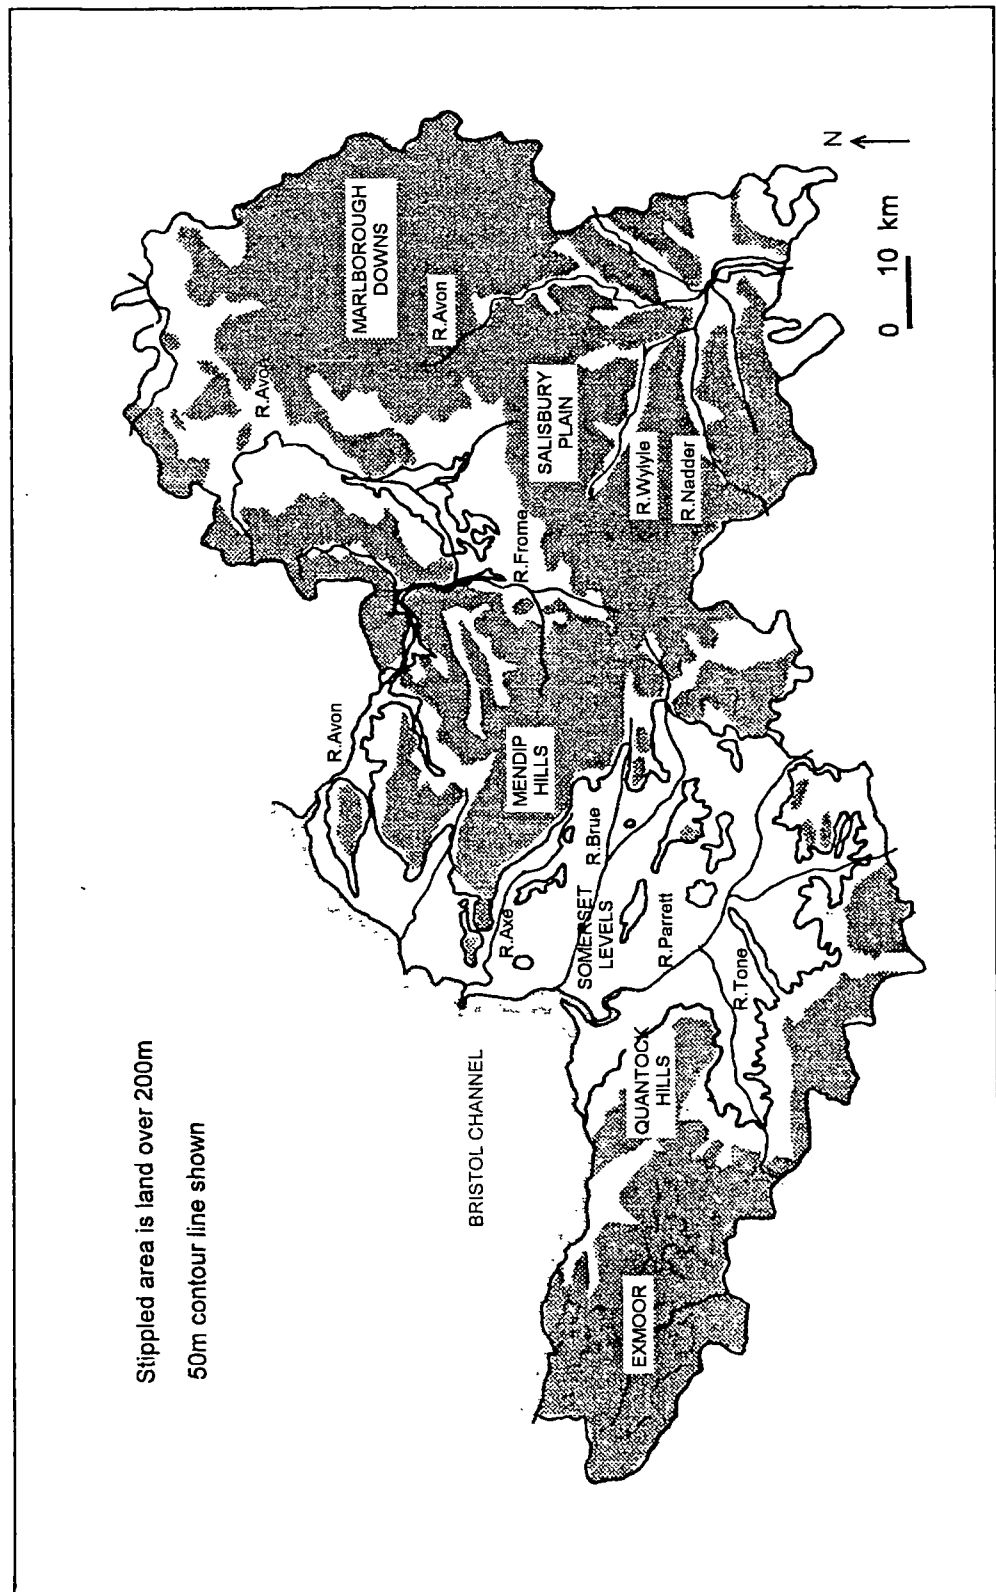 Stippled area is land over 200m
50m contour line shown
BRISTOL CHANNEL
EXMOOR
QUANTOCK
HILLS
R.Tone
R.Parrett
SOMERSET
LEVELS
R.Axe
R.Brue
MENDIP
HILLS
R.Avon
R.Frome
R.Avon
SALISBURY
PLAIN
R.Wylyle
R.Nadder
R.Avon
MARLBOROUGH
DOWNS
N
0 10 km